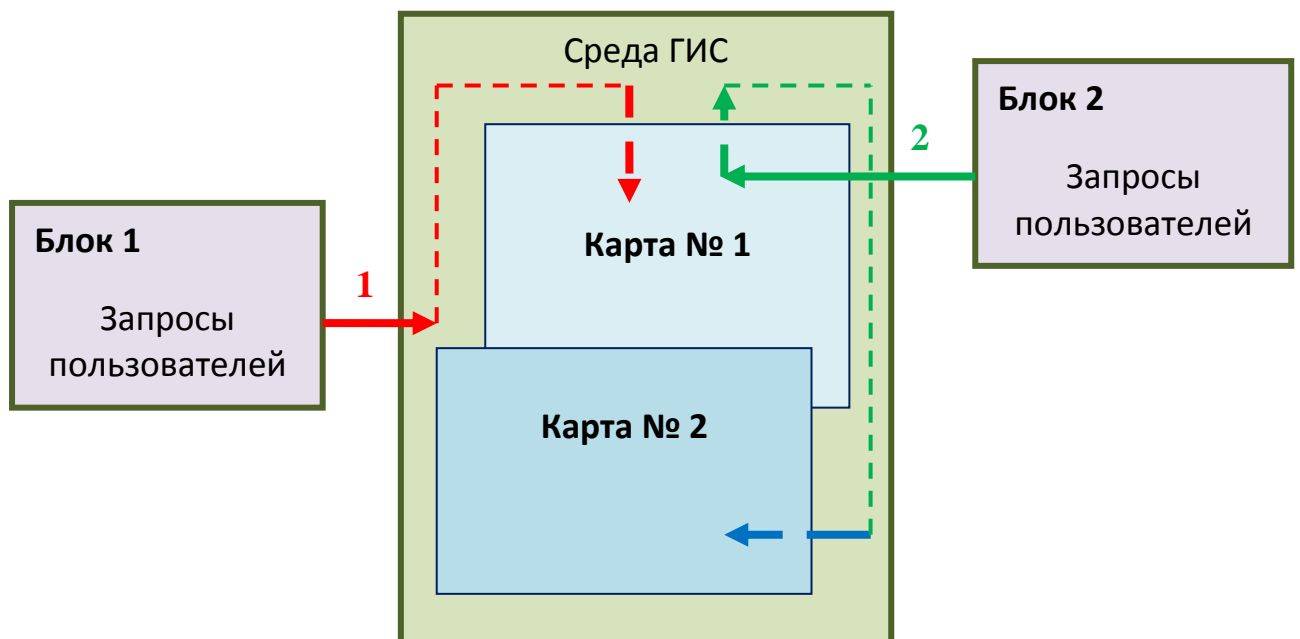 Среда ГИС
Блок 2
2
Запросы
пользователей
Блок 1
Карта № 1
1
Запросы
пользователей
Карта № 2